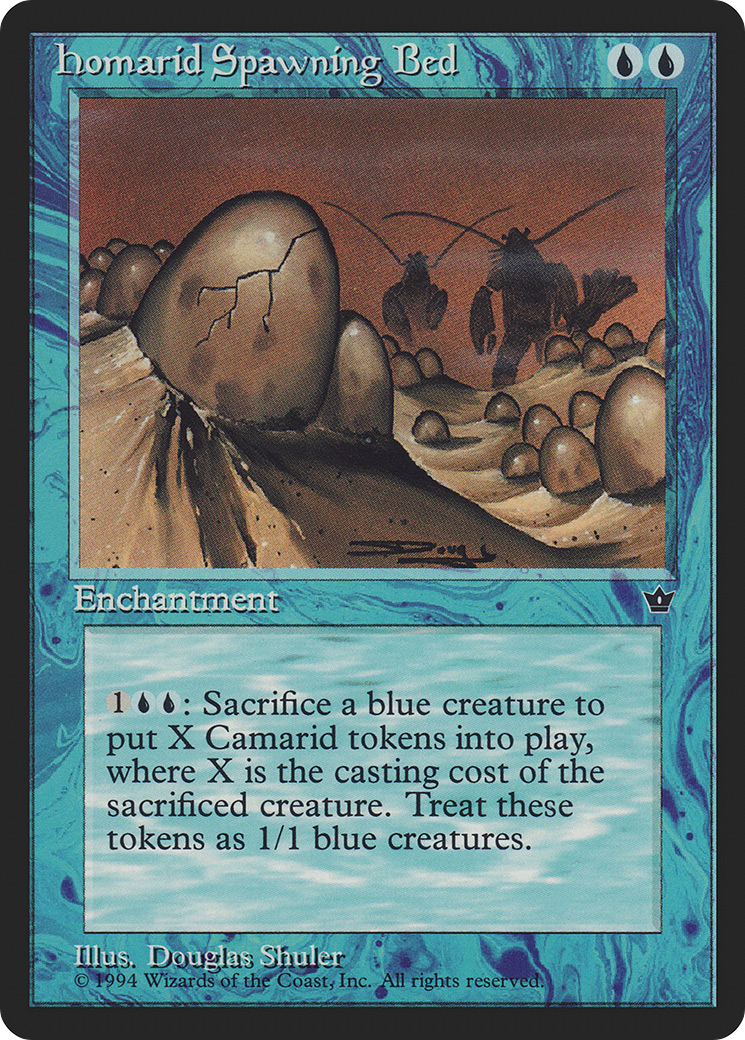 Homarid Spawning Bed
Doug S
Enchantment
1: Sacrifice a blue creature to
put X Camarid tokens into play,
where X is the casting cost of the
sacrificed creature. Treat these
tokens as 1/1 blue creatures.
Illus. Douglas Shuler
© 1994 Wizards of the Coast, Inc. All rights reserved.